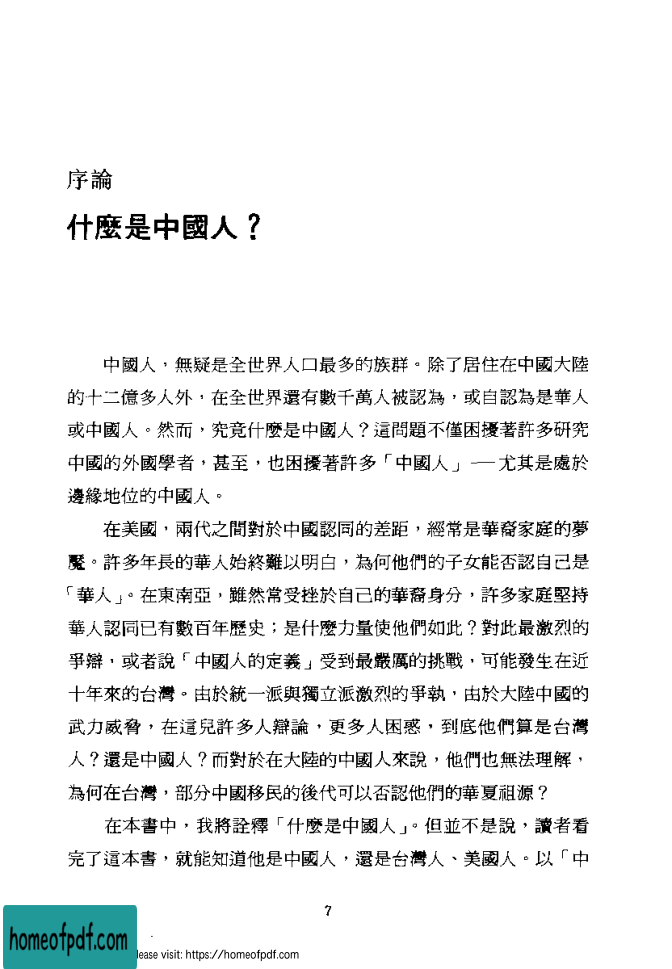 序論
什麼是中國人？
中國人，無疑是全世界人口最多的族群。除了居住在中國大陸
的十二億多人外，在全世界還有數千萬人被認為，或自認為是華人
或中國人。然而，究竟什麼是中國人？這問題不僅困擾著許多研究
中國的外國學者，甚至，也困擾著許多「中國人」——尤其是處於
邊緣地位的中國人。
在美國，兩代之間對於中國認同的差距，經常是華裔家庭的夢
魘。許多年長的華人始終難以明白，為何他們的子女能否認自己是
「華人」。在東南亞，雖然常受挫於自己的華裔身分，許多家庭堅持
華人認同已有數百年歷史；是什麼力量使他們如此？對此最激烈的
爭辯，或者說「中國人的定義」受到最嚴厲的挑戰，可能發生在近
十年來的台灣。由於統一派與獨立派激烈的爭執，由於大陸中國的
武力威脅，在這兒許多人辯論，更多人困惑，到底他們算是台灣
人？還是中國人？而對於在大陸的中國人來說，他們也無法理解，
為何在台灣，部分中國移民的後代可以否認他們的華夏祖源？
在本書中，我將詮釋「什麼是中國人」。但並不是說，讀者看
完了這本書，就能知道他是中國人，還是台灣人、美國人。以「中
7
homeofpdf.com
lease visit: https://homeofpdf.com